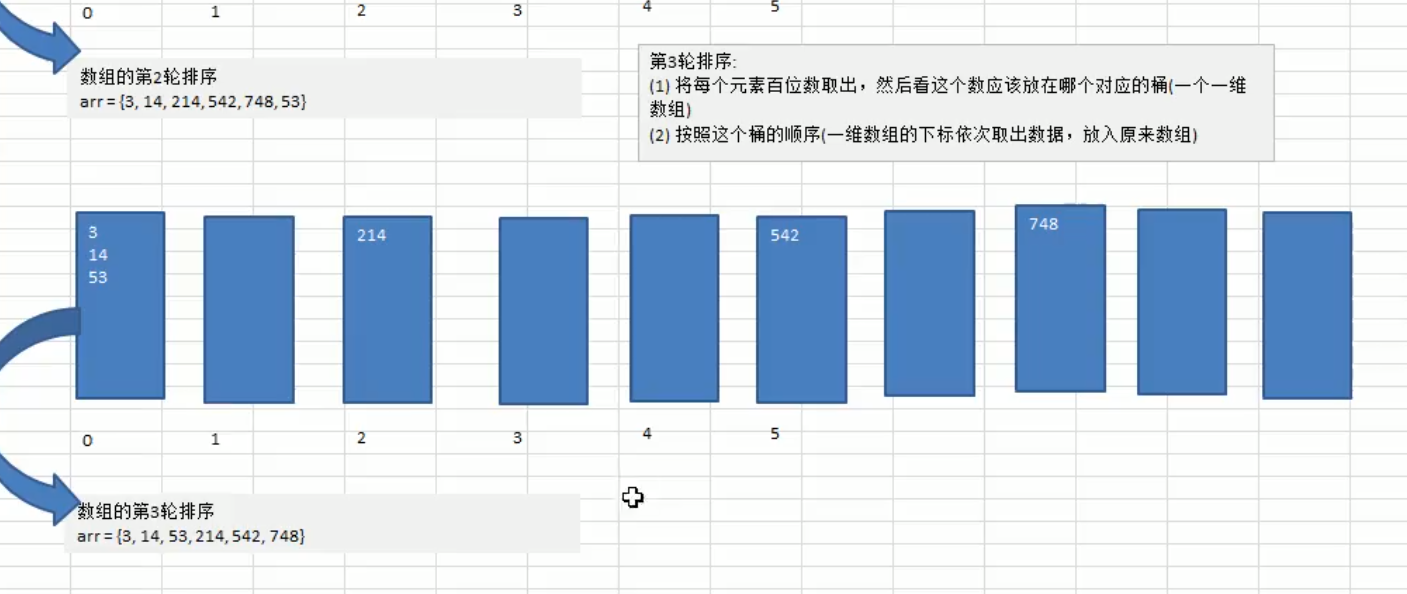 0 1 2 3 4 5
数组的第2轮排序
arr = {3, 14, 214, 542, 748, 53}
第3轮排序:
(1) 将每个元素百位数取出，然后看这个数应该放在哪个对应的桶(一个一维
数组)
(2) 按照这个桶的顺序(一维数组的下标依次取出数据，放入原来数组)
3
14
53
214
542
748
0 1 2 3 4 5
数组的第3轮排序
arr = {3, 14, 53, 214, 542, 748}